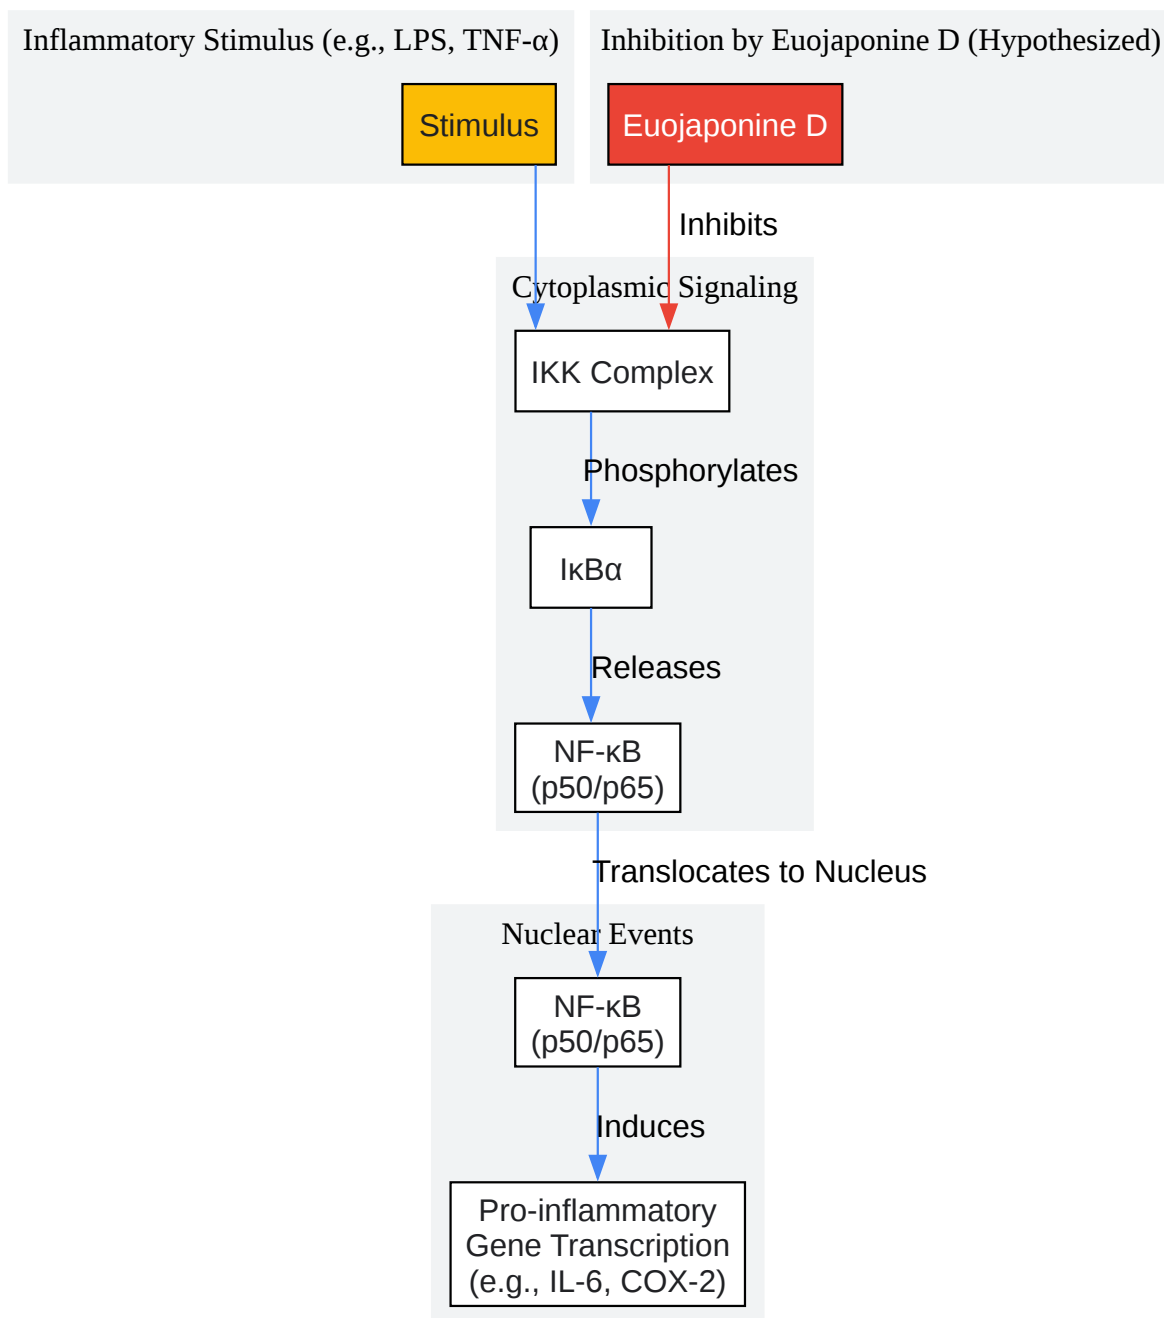 Inflammatory Stimulus (e.g., LPS, TNF-α)
Inhibition by Euojaponine D (Hypothesized)
Stimulus
Euojaponine D
Inhibits
Cytoplasmic Signaling
IKK Complex
Phosphorylates
IκBα
Releases
NF-κB
(p50/p65)
Translocates to Nucleus
Nuclear Events
NF-κB
(p50/p65)
Induces
Pro-inflammatory
Gene Transcription
(e.g., IL-6, COX-2)